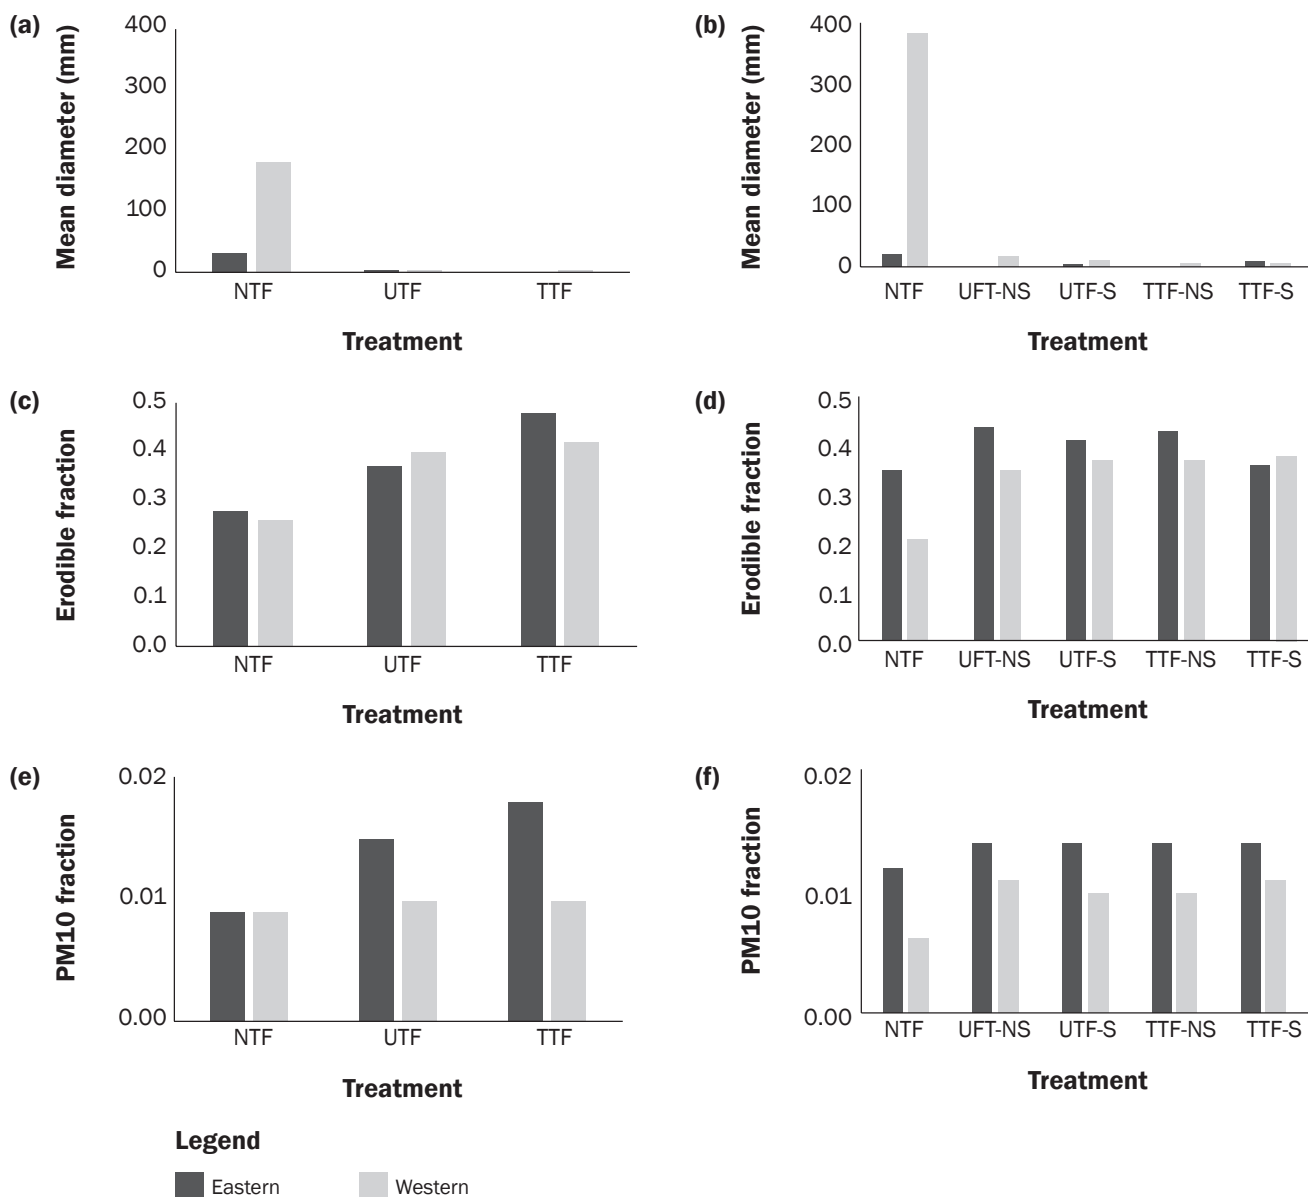 (a)
Mean diameter (mm)
400
300
200
100
0
NTF UTF TTF
Treatment
(b)
Mean diameter (mm)
400
300
200
100
0
NTF UFT-NS UTF-S TTF-NS TTF-S
Treatment
(c)
Erodible fraction
0.5
0.4
0.3
0.2
0.1
0.0
NTF UTF TTF
Treatment
(d)
Erodible fraction
0.5
0.4
0.3
0.2
0.1
0.0
NTF UFT-NS UTF-S TTF-NS TTF-S
Treatment
(e)
PM10 fraction
0.02
0.01
0.00
NTF UTF TTF
Treatment
(f)
PM10 fraction
0.02
0.01
0.00
NTF UFT-NS UTF-S TTF-NS TTF-S
Treatment
Legend
Eastern Western